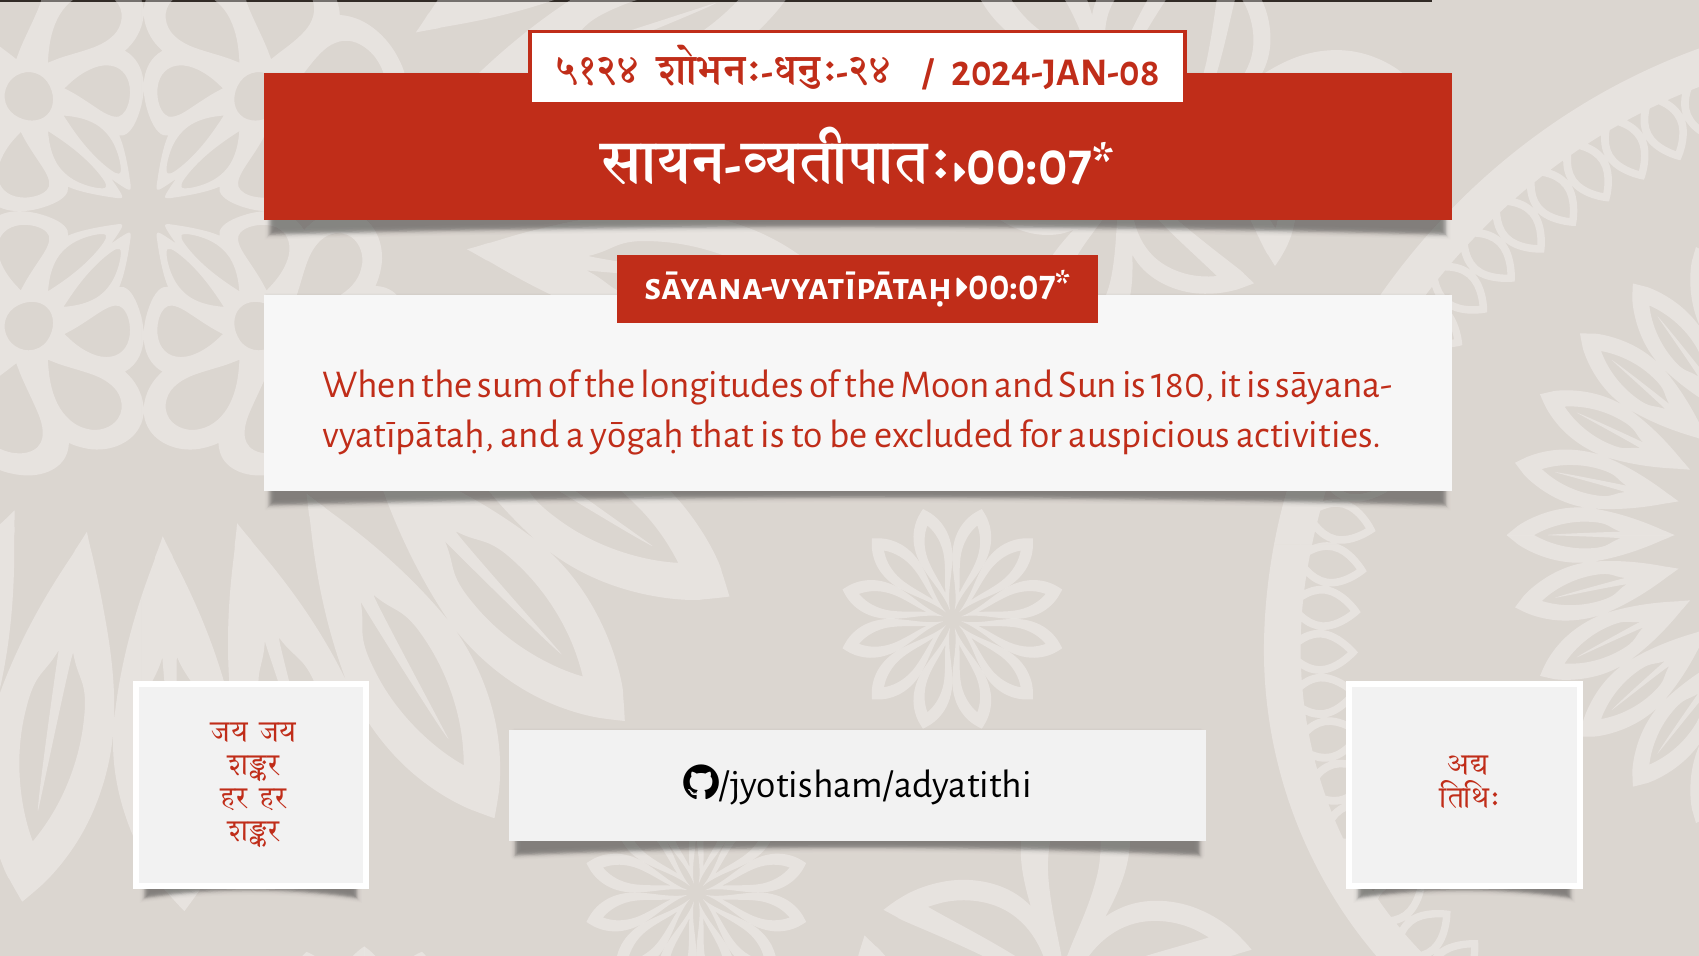 ५१२४ शोभनः-धनुः-२४ / 2024-JAN-08
सायन-व्यतीपातः▸00:07*
SĀYANA-VYATĪPĀTAḤ▸00:07*
When the sum of the longitudes of the Moon and Sun is 180, it is sāyana-
vyatīpātaḥ, and a yōgaḥ that is to be excluded for auspicious activities.
जय जय
शङ्कर
हर हर
शङ्कर
/jyotisham/adyatithi
अद्य
तिथिः